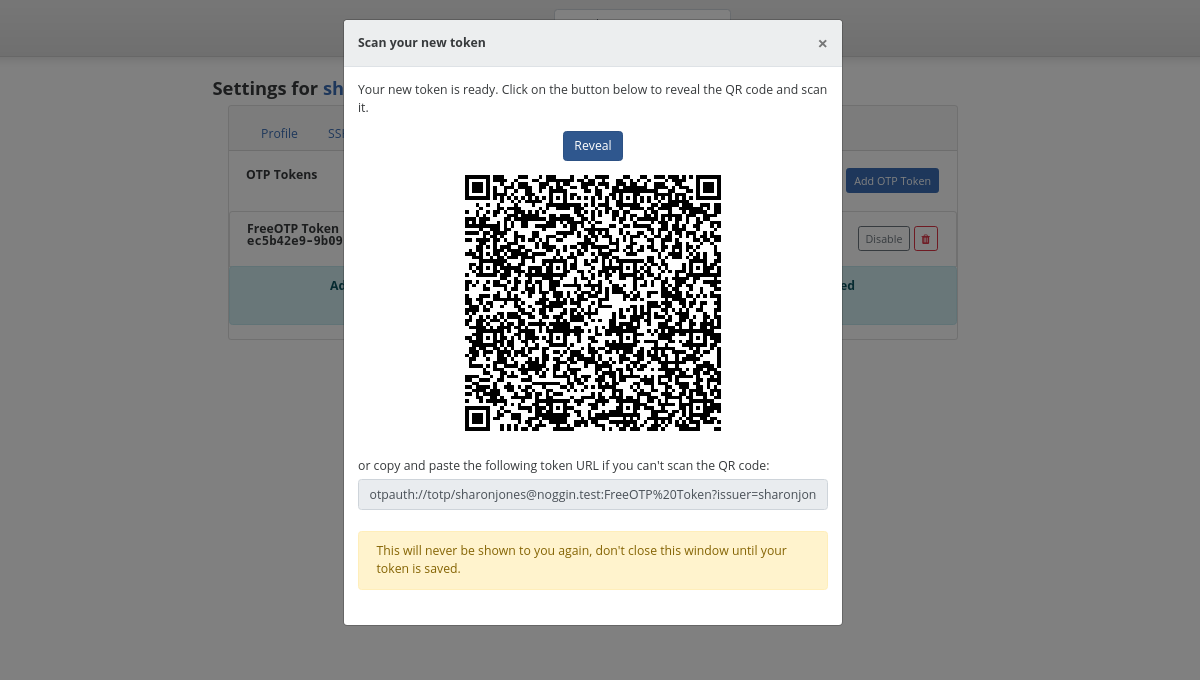 Scan your new token
×
Your new token is ready. Click on the button below to reveal the QR code and scan
it.
Reveal
or copy and paste the following token URL if you can't scan the QR code:
otpauth://totp/sharonjones@noggin.test:FreeOTP%20Token?issuer=sharonjon
This will never be shown to you again, don't close this window until your
token is saved.
Settings for sh
Profile
OTP Tokens
Add OTP Token
FreeOTP Token
ec5b42e9-9b09
Disable